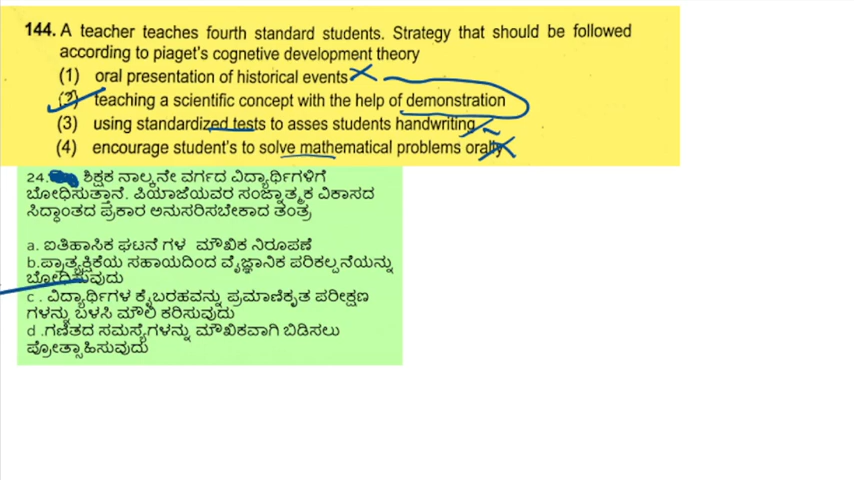 144. A teacher teaches fourth standard students. Strategy that should be followed
according to piaget's cognetive development theory
(1) oral presentation of historical events
(2) teaching a scientific concept with the help of demonstration
(3) using standardized tests to asses students handwriting
(4) encourage student's to solve mathematical problems orally
24. ಶಿಕ್ಷಕ ನಾಲ್ಕನೇ ವರ್ಗದ ವಿದ್ಯಾರ್ಥಿಗಳಿಗೆ
ಬೋಧಿಸುತ್ತಾನೆ. ಪಿಯಾಜೆಯವರ ಸಂಜ್ಞಾತ್ಮಕ ವಿಕಾಸದ
ಸಿದ್ಧಾಂತದ ಪ್ರಕಾರ ಅನುಸರಿಸಬೇಕಾದ ತಂತ್ರ
a. ಐತಿಹಾಸಿಕ ಘಟನೆ ಗಳ ಮೌಖಿಕ ನಿರೂಪಣೆ
b.ಪ್ರಾತ್ಯಕ್ಷಿಕೆಯ ಸಹಾಯದಿಂದ ವೈಜ್ಞಾನಿಕ ಪರಿಕಲ್ಪನೆಯನ್ನು
ಬೋಧಿಸುವುದು
c . ವಿದ್ಯಾರ್ಥಿಗಳ ಕೈಬರಹವನ್ನು ಪ್ರಮಾಣಿಕೃತ ಪರೀಕ್ಷಣ
ಗಳನ್ನು ಬಳಸಿ ಮೌಲಿ ಕರಿಸುವುದು
d .ಗಣಿತದ ಸಮಸ್ಯೆಗಳನ್ನು ಮೌಖಿಕವಾಗಿ ಬಿಡಿಸಲು
ಪ್ರೋತ್ಸಾಹಿಸುವುದು